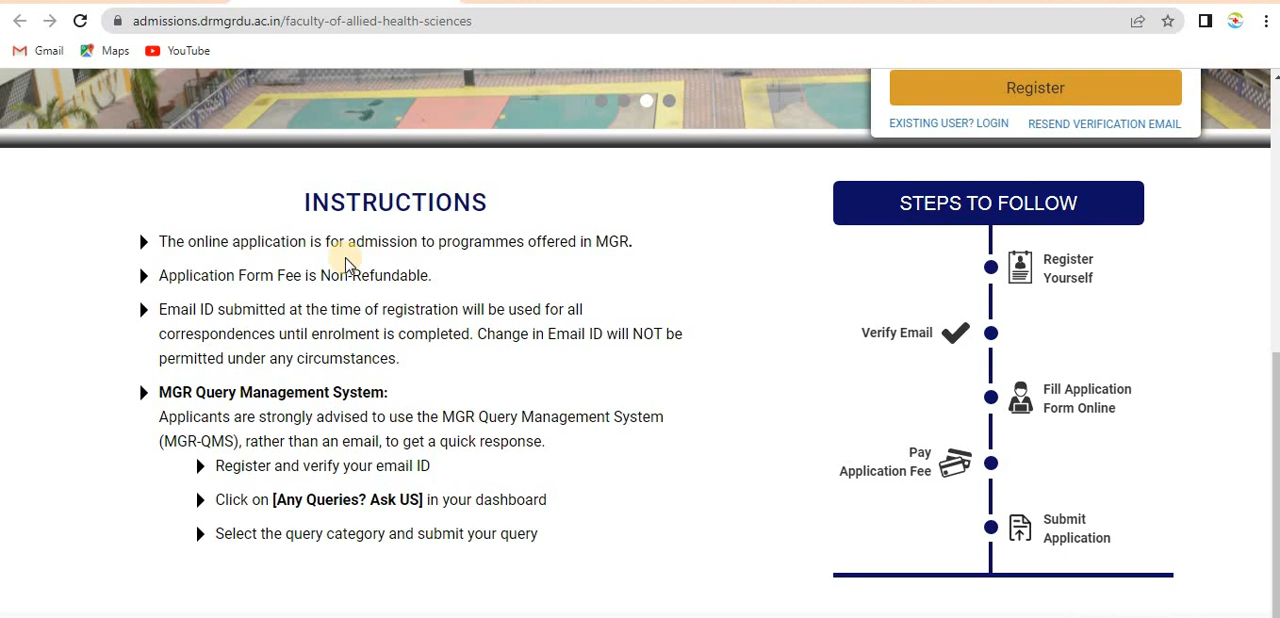 admissions.drmgrdu.ac.in/faculty-of-allied-health-sciences
Gmail Maps YouTube
Register
EXISTING USER? LOGIN RESEND VERIFICATION EMAIL
INSTRUCTIONS
The online application is for admission to programmes offered in MGR.
Application Form Fee is Non-Refundable.
Email ID submitted at the time of registration will be used for all
correspondences until enrolment is completed. Change in Email ID will NOT be
permitted under any circumstances.
MGR Query Management System:
Applicants are strongly advised to use the MGR Query Management System
(MGR-QMS), rather than an email, to get a quick response.
Register and verify your email ID
Click on [Any Queries? Ask US] in your dashboard
Select the query category and submit your query
STEPS TO FOLLOW
Register
Yourself
Verify Email
Fill Application
Form Online
Pay
Application Fee
Submit
Application